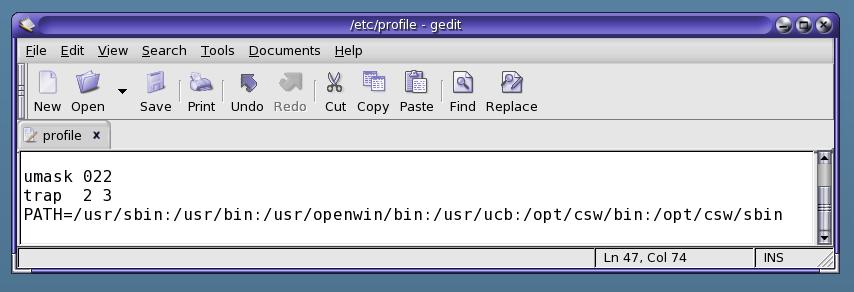 /etc/profile - gedit
File Edit View Search Tools Documents Help
New Open Save Print Undo Redo Cut Copy Paste Find Replace
profile x
umask 022
trap  2 3
PATH=/usr/sbin:/usr/bin:/usr/openwin/bin:/usr/ucb:/opt/csw/bin:/opt/csw/sbin
Ln 47, Col 74 INS